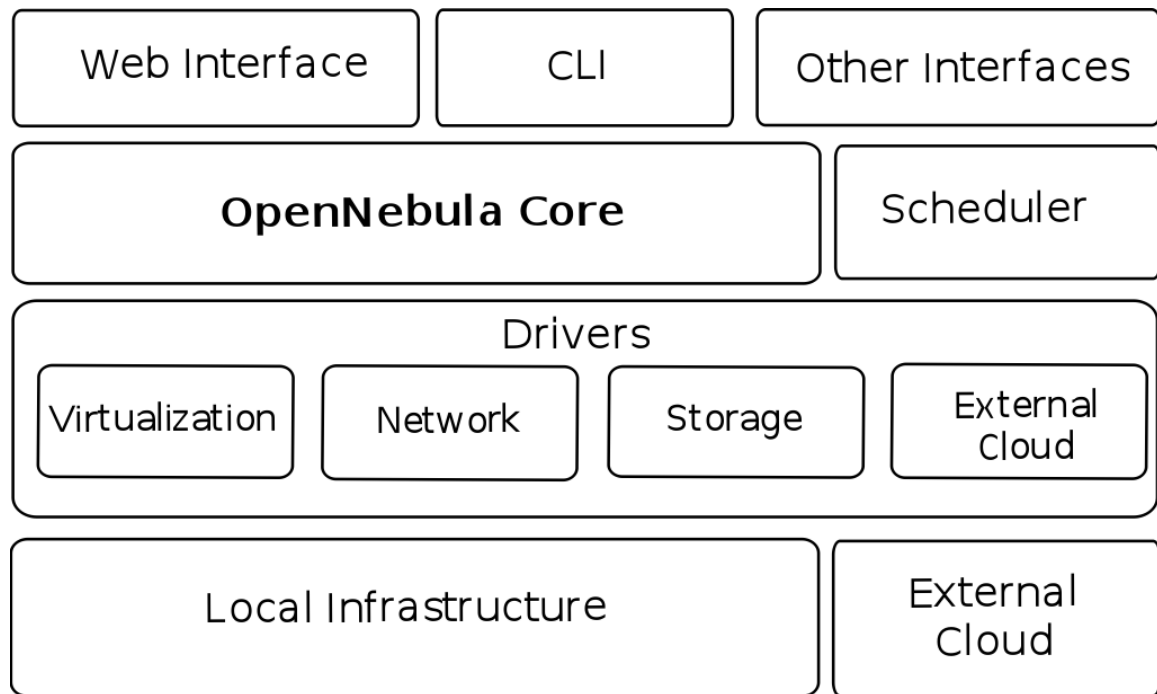 Web Interface
CLI
Other Interfaces
OpenNebula Core
Scheduler
Drivers
Virtualization
Network
Storage
External
Cloud
Local Infrastructure
External
Cloud